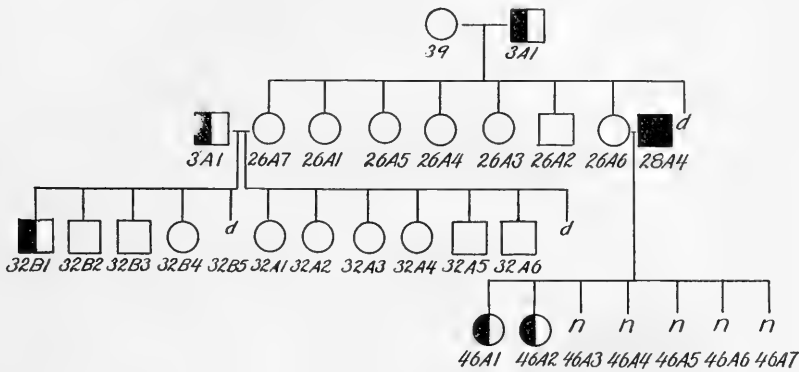 39 3A1
d
3A1 26A7 26A1 26A5 26A4 26A3 26A2 26A6 28A4
d d
32B1 32B2 32B3 32B4 32B5 32A1 32A2 32A3 32A4 32A5 32A6
n n n n n
46A1 46A2 46A3 46A4 46A5 46A6 46A7